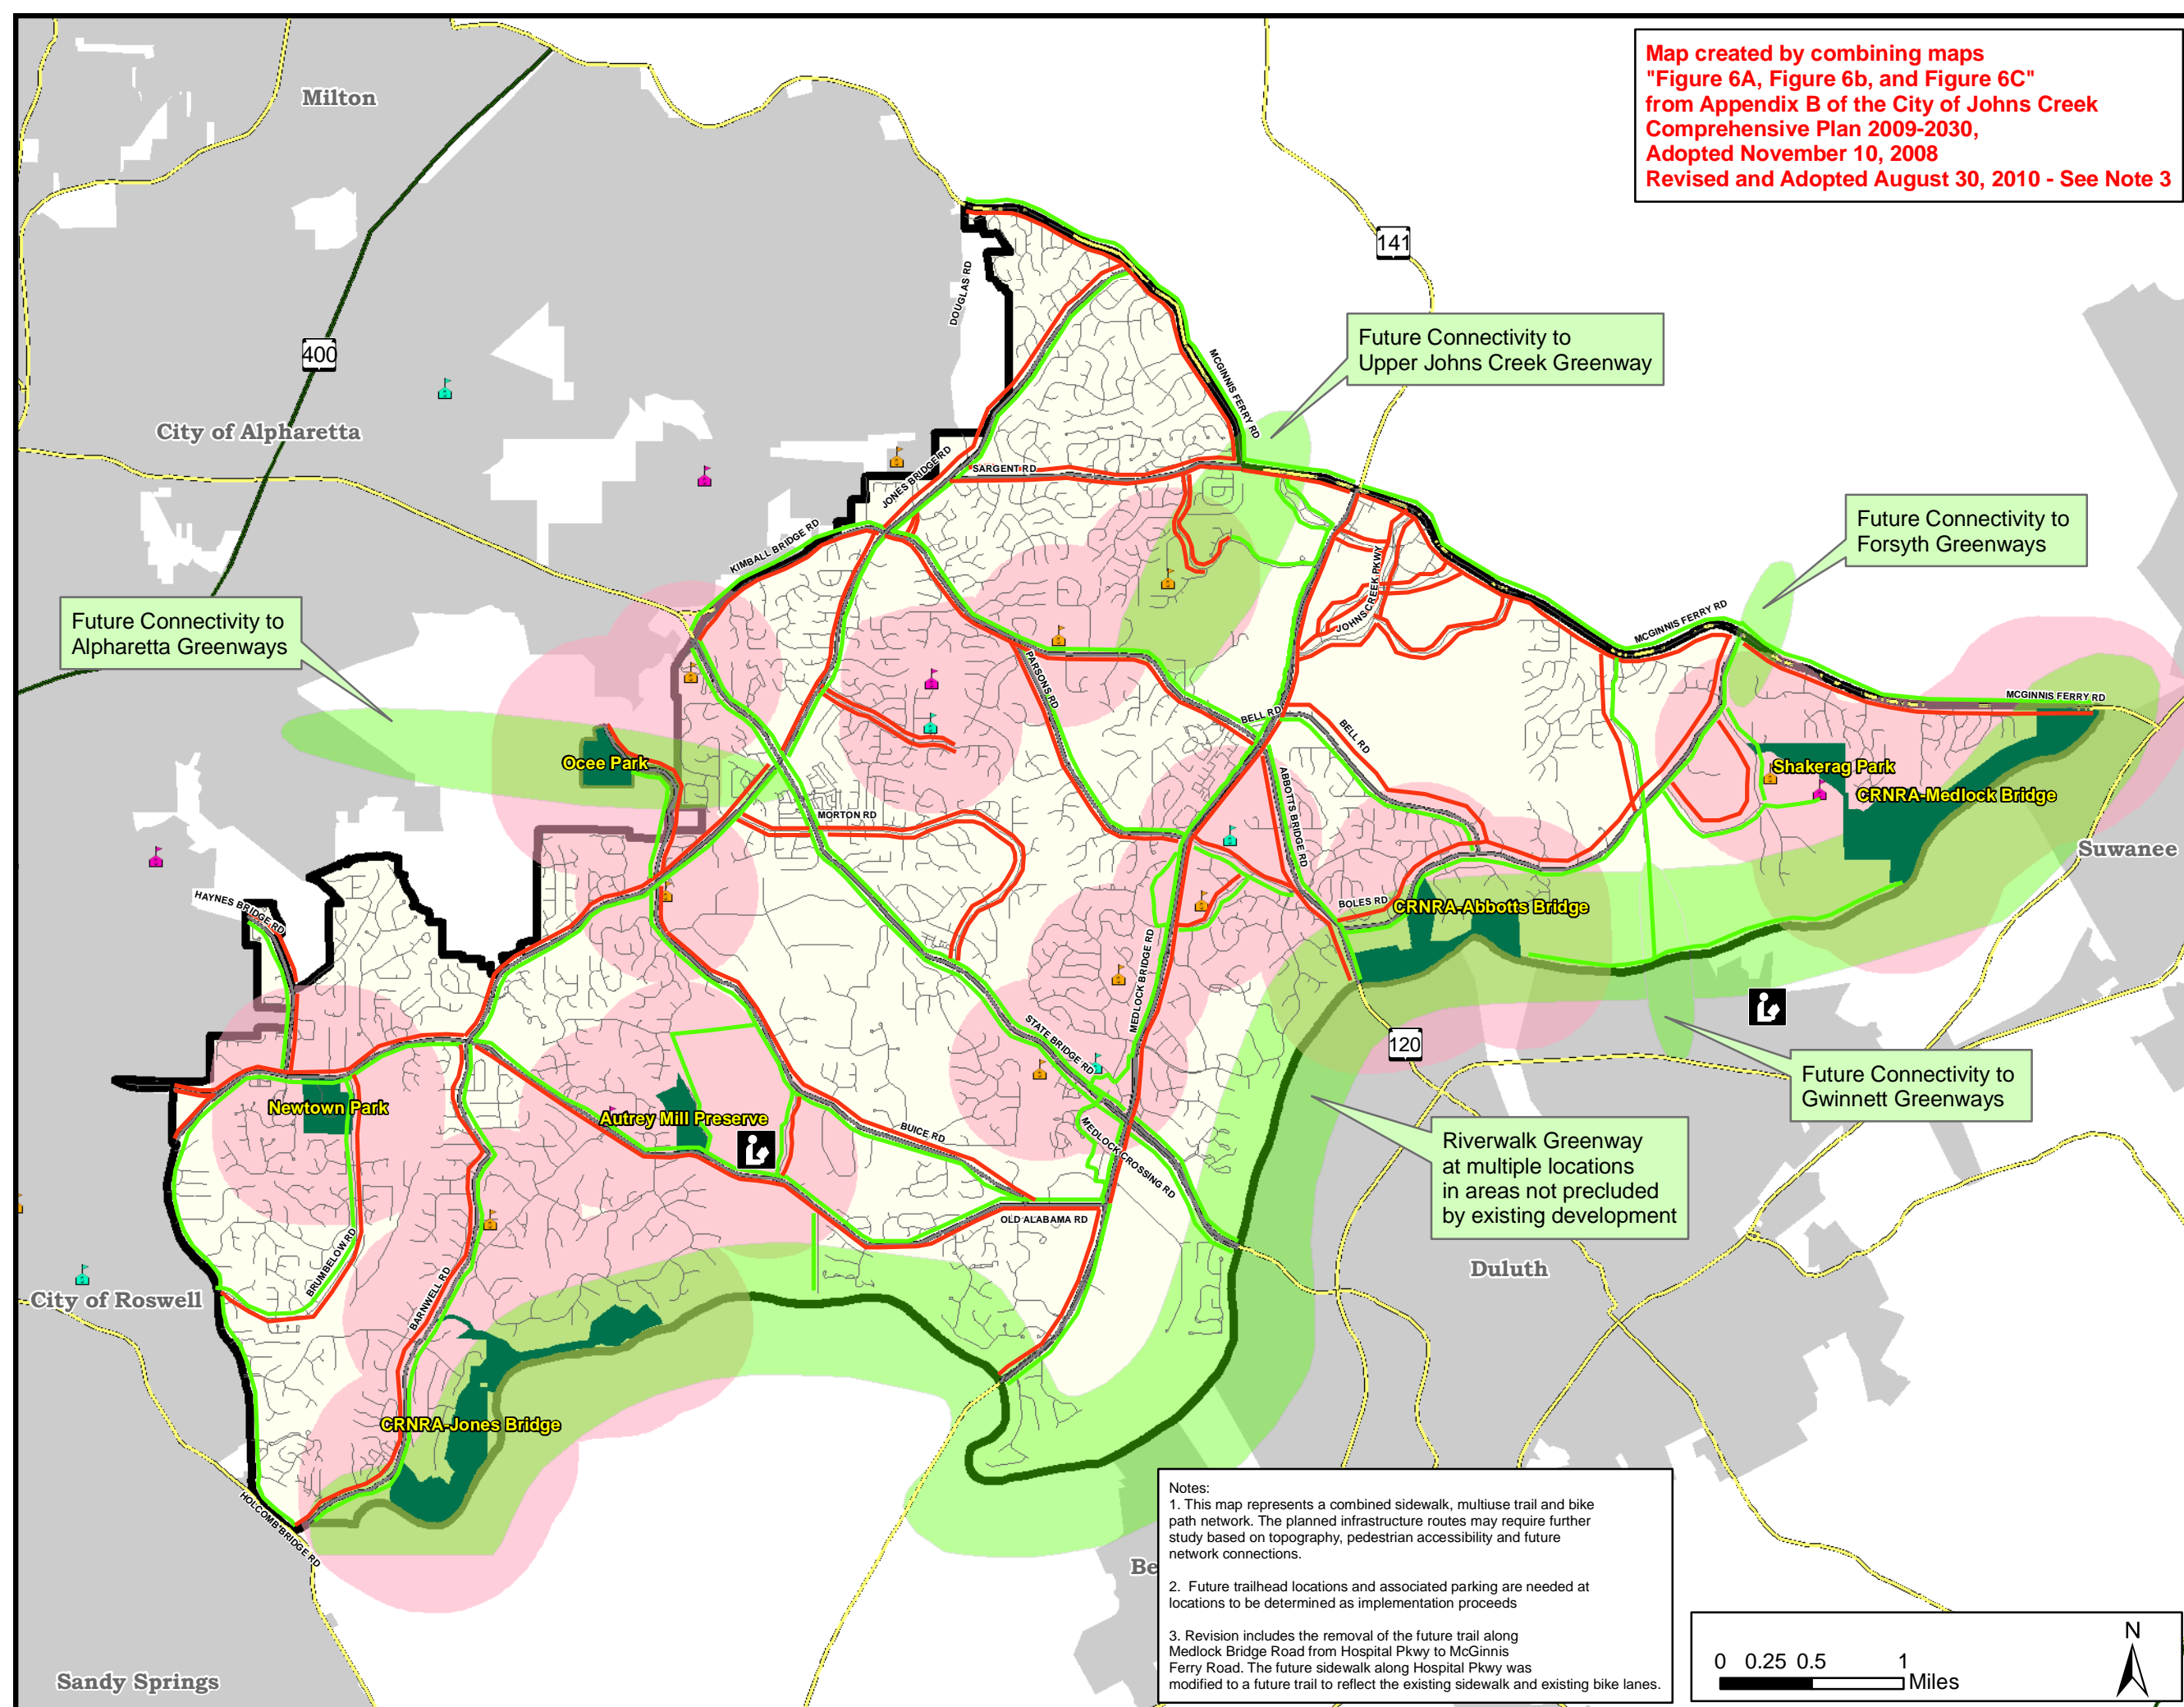 Map created by combining maps
"Figure 6A, Figure 6b, and Figure 6C"
from Appendix B of the City of Johns Creek
Comprehensive Plan 2009-2030,
Adopted November 10, 2008
Revised and Adopted August 30, 2010 - See Note 3
Milton
141
DOUGLAS RD
MCGINNIS FERRY RD
Future Connectivity to
Upper Johns Creek Greenway
400
City of Alpharetta
JONES BRIDGE RD
SARGENT RD
KIMBALL BRIDGE RD
Future Connectivity to
Forsyth Greenways
JOHNS CREEK PKWY
MCGINNIS FERRY RD
Future Connectivity to
Alpharetta Greenways
PARSONS RD
BELL RD
BELL RD
MCGINNIS FERRY RD
Ocee Park
Shakerag Park
CRNRA-Medlock Bridge
ABBOTTS BRIDGE RD
MORTON RD
Suwanee
HAYNES BRIDGE RD
BOLES RD
CRNRA-Abbotts Bridge
MEDLOCK BRIDGE RD
STATE BRIDGE RD
120
Future Connectivity to
Gwinnett Greenways
Newtown Park
Autrey Mill Preserve
BUICE RD
MEDLOCK CROSSING RD
Riverwalk Greenway
at multiple locations
in areas not precluded
by existing development
OLD ALABAMA RD
BRUMBELOW RD
BARNWELL RD
City of Roswell
Duluth
CRNRA-Jones Bridge
HOLCOMB BRIDGE RD
Be
Notes:
1. This map represents a combined sidewalk, multiuse trail and bike
path network. The planned infrastructure routes may require further
study based on topography, pedestrian accessibility and future
network connections.
2. Future trailhead locations and associated parking are needed at
locations to be determined as implementation proceeds
3. Revision includes the removal of the future trail along
Medlock Bridge Road from Hospital Pkwy to McGinnis
Ferry Road. The future sidewalk along Hospital Pkwy was
modified to a future trail to reflect the existing sidewalk and existing bike lanes.
Sandy Springs
0 0.25 0.5 1
Miles
N